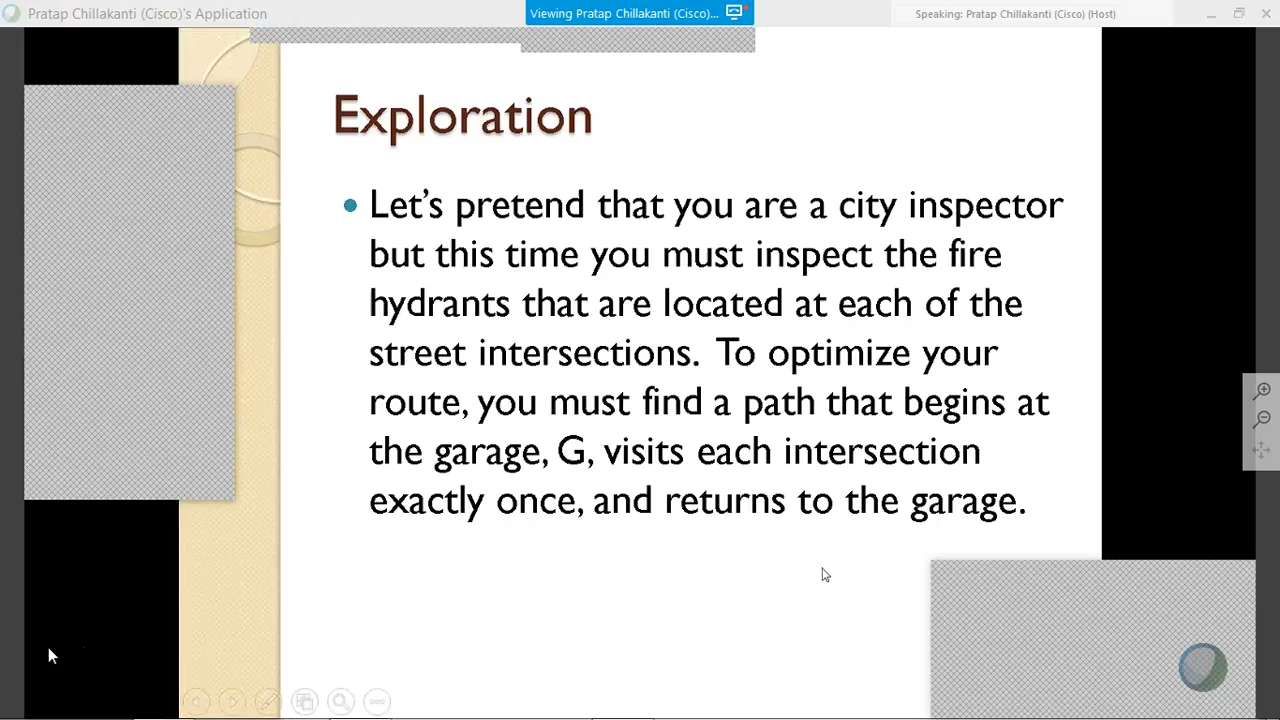 Pratap Chillakanti (Cisco)'s Application
Viewing Pratap Chillakanti (Cisco)...
Speaking: Pratap Chillakanti (Cisco) (Host)
Exploration
• Let's pretend that you are a city inspector
but this time you must inspect the fire
hydrants that are located at each of the
street intersections. To optimize your
route, you must find a path that begins at
the garage, G, visits each intersection
exactly once, and returns to the garage.